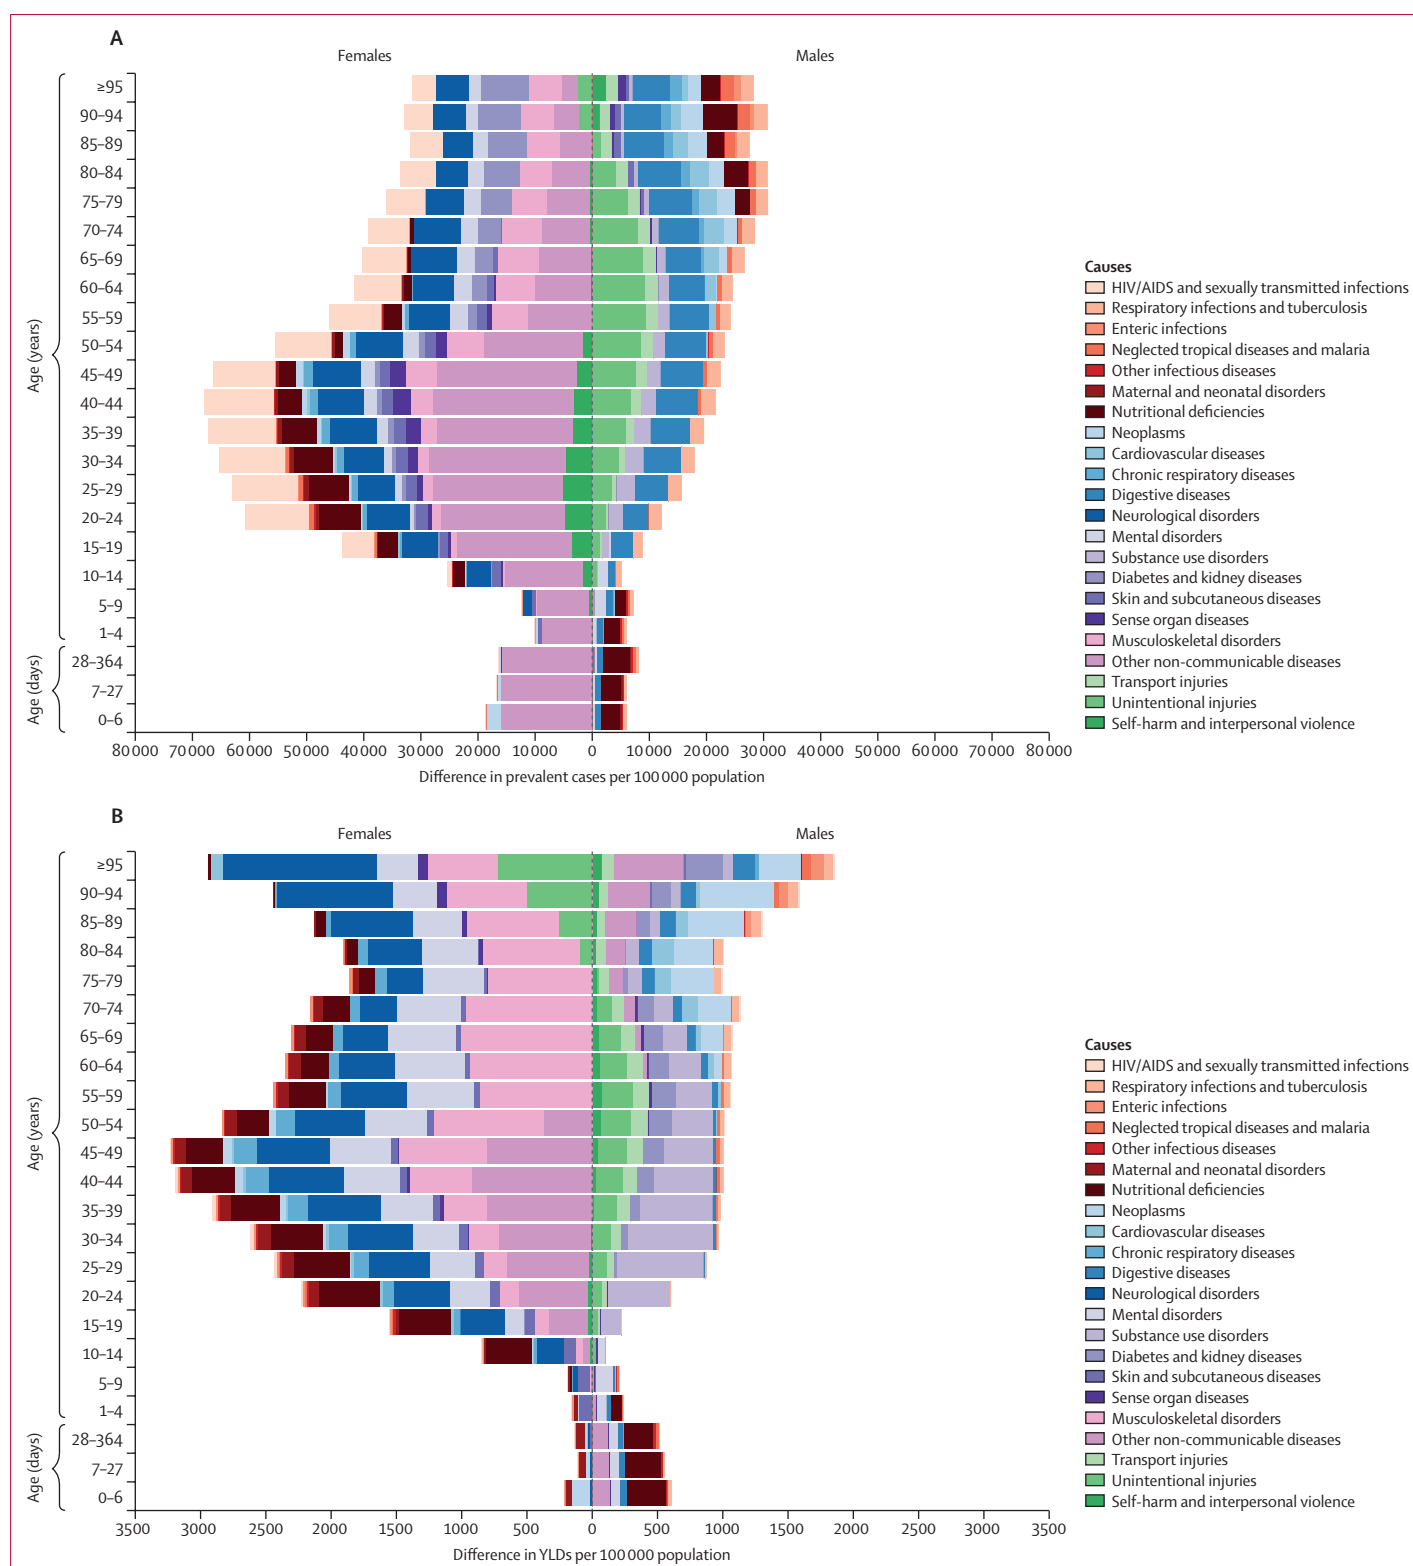 A
Females
Males
≥95
90–94
85–89
80–84
75–79
70–74
65–69
60–64
55–59
50–54
45–49
40–44
35–39
30–34
25–29
20–24
15–19
10–14
5–9
1–4
28–364
7–27
0–6
Age (years)
Age (days)
80 000 70 000 60 000 50 000 40 000 30 000 20 000 10 000 0 10 000 20 000 30 000 40 000 50 000 60 000 70 000 80 000
Difference in prevalent cases per 100 000 population
Causes
HIV/AIDS and sexually transmitted infections
Respiratory infections and tuberculosis
Enteric infections
Neglected tropical diseases and malaria
Other infectious diseases
Maternal and neonatal disorders
Nutritional deficiencies
Neoplasms
Cardiovascular diseases
Chronic respiratory diseases
Digestive diseases
Neurological disorders
Mental disorders
Substance use disorders
Diabetes and kidney diseases
Skin and subcutaneous diseases
Sense organ diseases
Musculoskeletal disorders
Other non-communicable diseases
Transport injuries
Unintentional injuries
Self-harm and interpersonal violence
B
Females
Males
≥95
90–94
85–89
80–84
75–79
70–74
65–69
60–64
55–59
50–54
45–49
40–44
35–39
30–34
25–29
20–24
15–19
10–14
5–9
1–4
28–364
7–27
0–6
Age (years)
Age (days)
3500 3000 2500 2000 1500 1000 500 0 500 1000 1500 2000 2500 3000 3500
Difference in YLDs per 100 000 population
Causes
HIV/AIDS and sexually transmitted infections
Respiratory infections and tuberculosis
Enteric infections
Neglected tropical diseases and malaria
Other infectious diseases
Maternal and neonatal disorders
Nutritional deficiencies
Neoplasms
Cardiovascular diseases
Chronic respiratory diseases
Digestive diseases
Neurological disorders
Mental disorders
Substance use disorders
Diabetes and kidney diseases
Skin and subcutaneous diseases
Sense organ diseases
Musculoskeletal disorders
Other non-communicable diseases
Transport injuries
Unintentional injuries
Self-harm and interpersonal violence